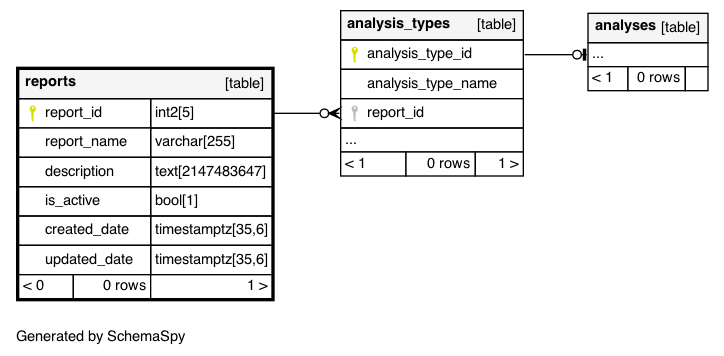 reports [table]
report_id int2[5]
report_name varchar[255]
description text[2147483647]
is_active bool[1]
created_date timestamptz[35,6]
updated_date timestamptz[35,6]
< 0 0 rows 1 >
analysis_types [table]
analysis_type_id
analysis_type_name
report_id
...
< 1 0 rows 1 >
analyses [table]
...
< 1 0 rows
Generated by SchemaSpy